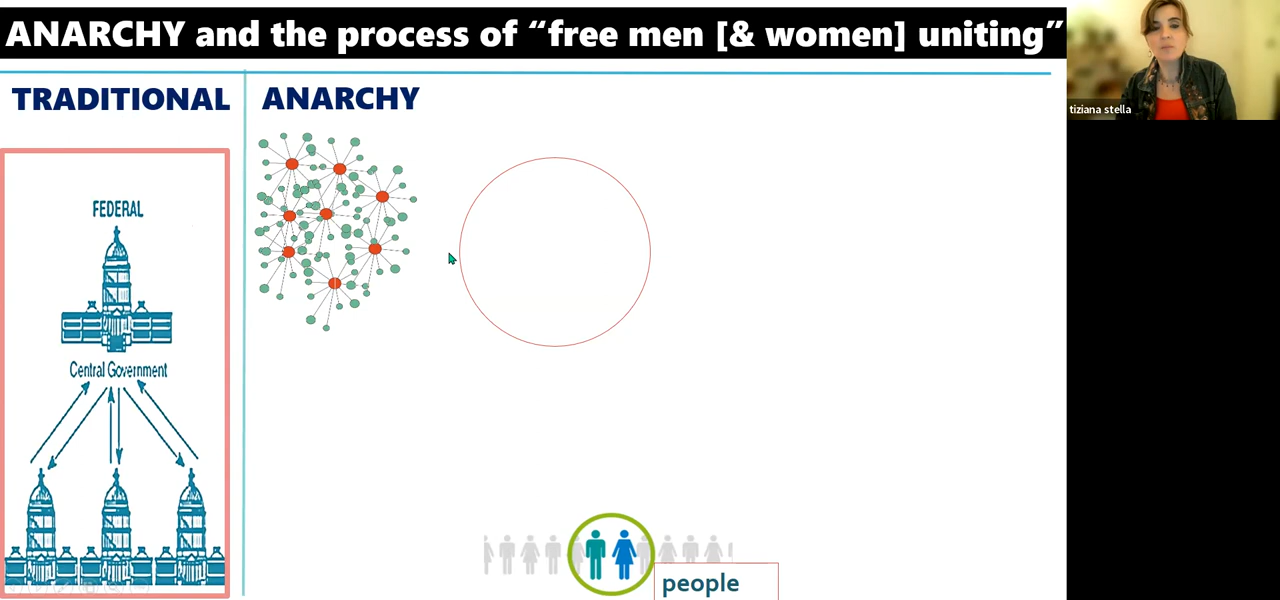 ANARCHY and the process of “free men [& women] uniting”
tiziana stella
TRADITIONAL
ANARCHY
FEDERAL
Central Government
people